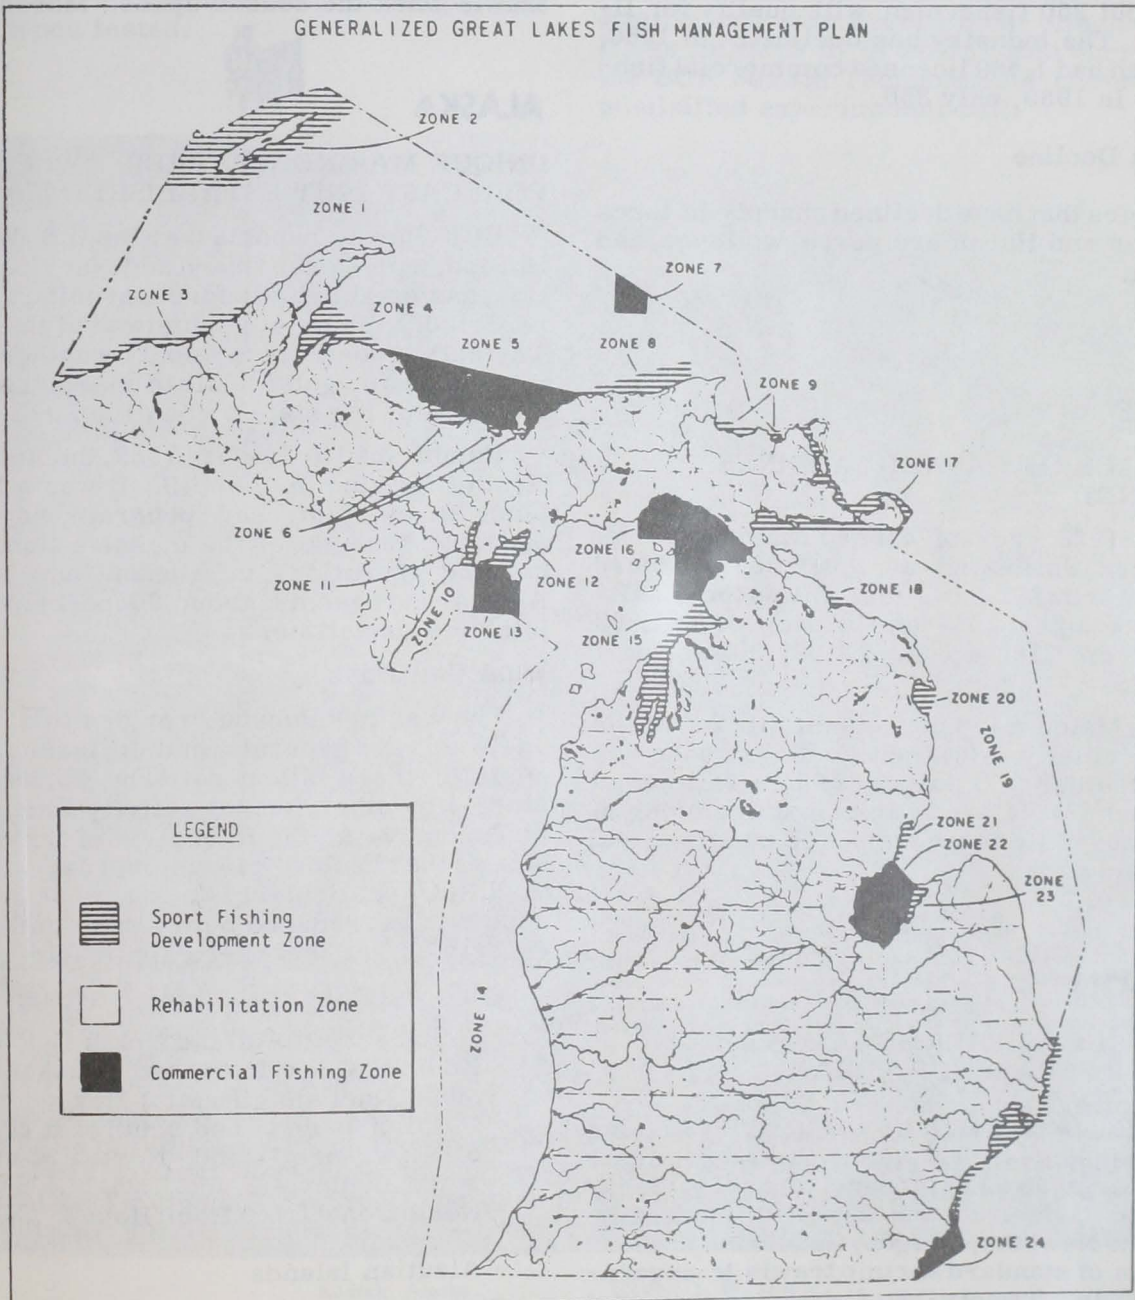 GENERALIZED GREAT LAKES FISH MANAGEMENT PLAN
ZONE 2
ZONE 1
ZONE 7
ZONE 3
ZONE 4
ZONE 5
ZONE 8
ZONE 9
ZONE 17
ZONE 6
ZONE 16
ZONE 11
ZONE 12
ZONE 10
ZONE 18
ZONE 13
ZONE 15
ZONE 20
ZONE 19
ZONE 21
ZONE 22
ZONE
23
LEGEND
Sport Fishing
Development Zone
Rehabilitation Zone
Commercial Fishing Zone
ZONE 14
ZONE 24